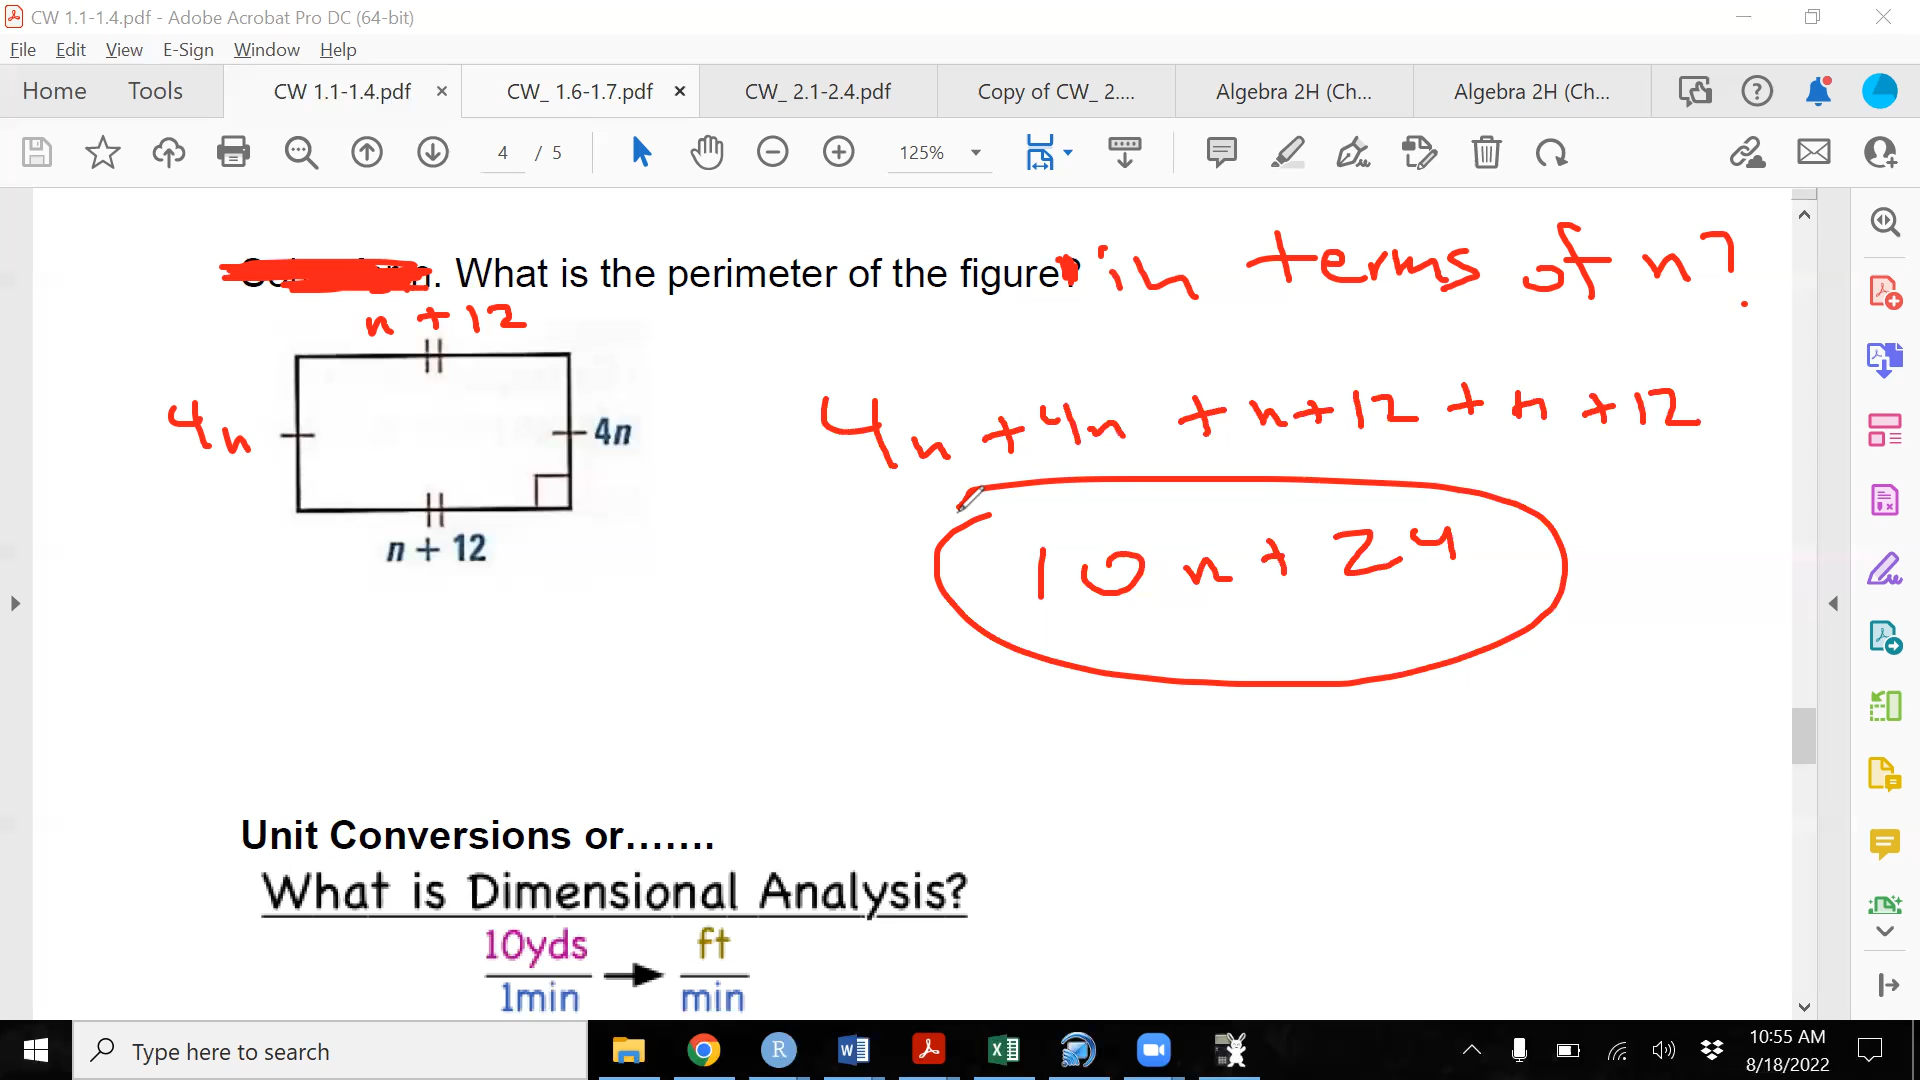 CW 1.1-1.4.pdf - Adobe Acrobat Pro DC (64-bit)
File Edit View E-Sign Window Help
Home Tools CW 1.1-1.4.pdf × CW_ 1.6-1.7.pdf × CW_ 2.1-2.4.pdf Copy of CW_ 2.... Algebra 2H (Ch... Algebra 2H (Ch...
4 / 5 125%
. What is the perimeter of the figure? in terms of n?
n + 12
4n
4n
n + 12
4n + 4n + n + 12 + n + 12
10n + 24
Unit Conversions or.......
What is Dimensional Analysis?
10yds ft
1min min
Type here to search
R
10:55 AM
8/18/2022